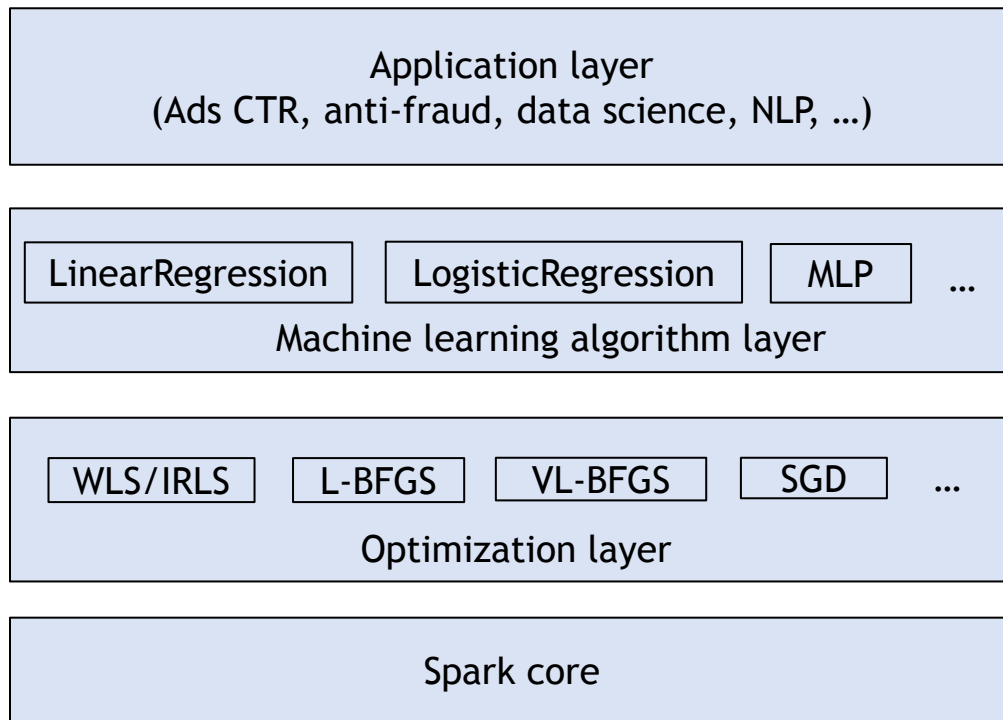 Application layer
(Ads CTR, anti-fraud, data science, NLP, …)
LinearRegression LogisticRegression MLP …
Machine learning algorithm layer
WLS/IRLS L-BFGS VL-BFGS SGD …
Optimization layer
Spark core